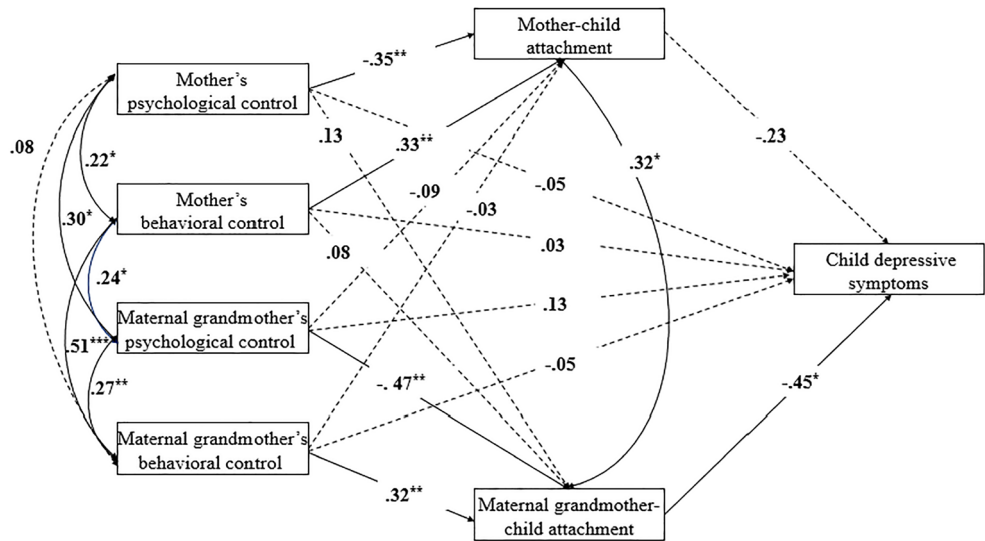 Mother-child
attachment
-.35**
Mother's
psychological control
.08
.13
-.23
.33**
.22*
.32*
-.05
-.09
Mother's
behavioral control
-.03
.30*
.08
.03
Child depressive
symptoms
.24*
.13
Maternal grandmother's
psychological control
.51***
-.05
-. 47**
.27**
-.45*
Maternal grandmother's
behavioral control
.32**
Maternal grandmother-
child attachment